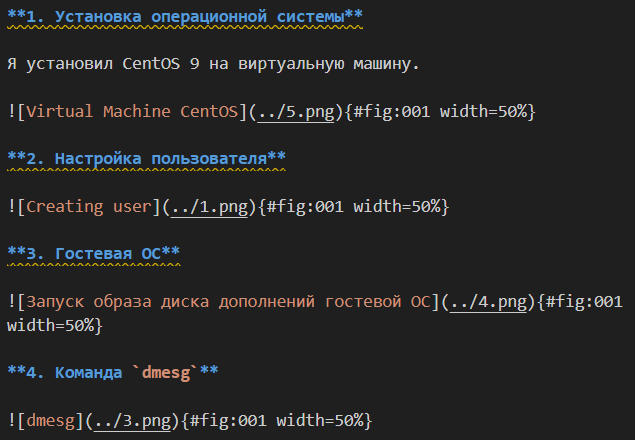 **1. Установка операционной системы**
Я установил CentOS 9 на виртуальную машину.
![Virtual Machine CentOS](../5.png){#fig:001 width=50%}
**2. Настройка пользователя**
![Creating user](../1.png){#fig:001 width=50%}
**3. Гостевая ОС**
![Запуск образа диска дополнений гостевой ОС](../4.png){#fig:001
width=50%}
**4. Команда `dmesg`**
![dmesg](../3.png){#fig:001 width=50%}